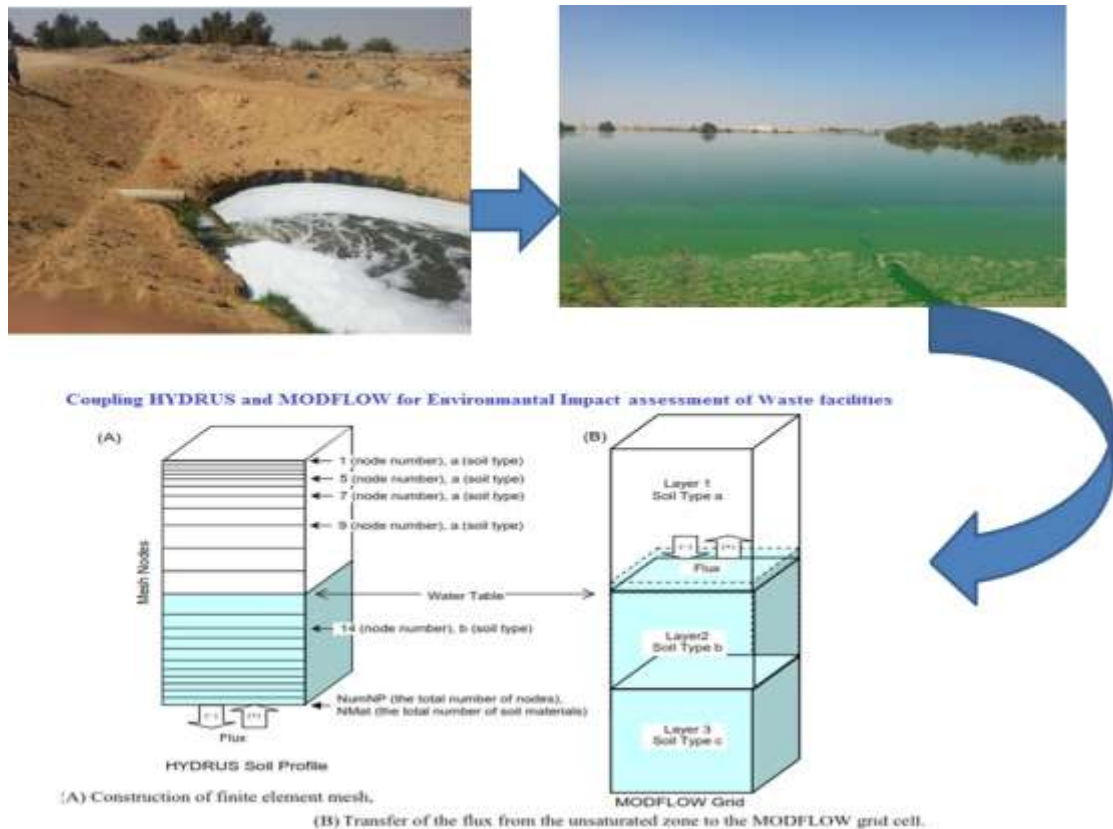 Coupling HYDRUS and MODFLOW for Environmantal Impact assessment of Waste facilities
(A)
1 (node number), a (soil type)
5 (node number), a (soil type)
7 (node number), a (soil type)
9 (node number), a (soil type)
Mesh Nodes
Water Table
14 (node number), b (soil type)
NumNP (the total number of nodes),
NMat (the total number of soil materials)
(-) (+)
Flux
HYDRUS Soil Profile
(B)
Layer 1
Soil Type a
(-) (+)
Flux
Layer2
Soil Type b
Layer 3
Soil Type c
MODFLOW Grid
(A) Construction of finite element mesh,
(B) Transfer of the flux from the unsaturated zone to the MODFLOW grid cell.